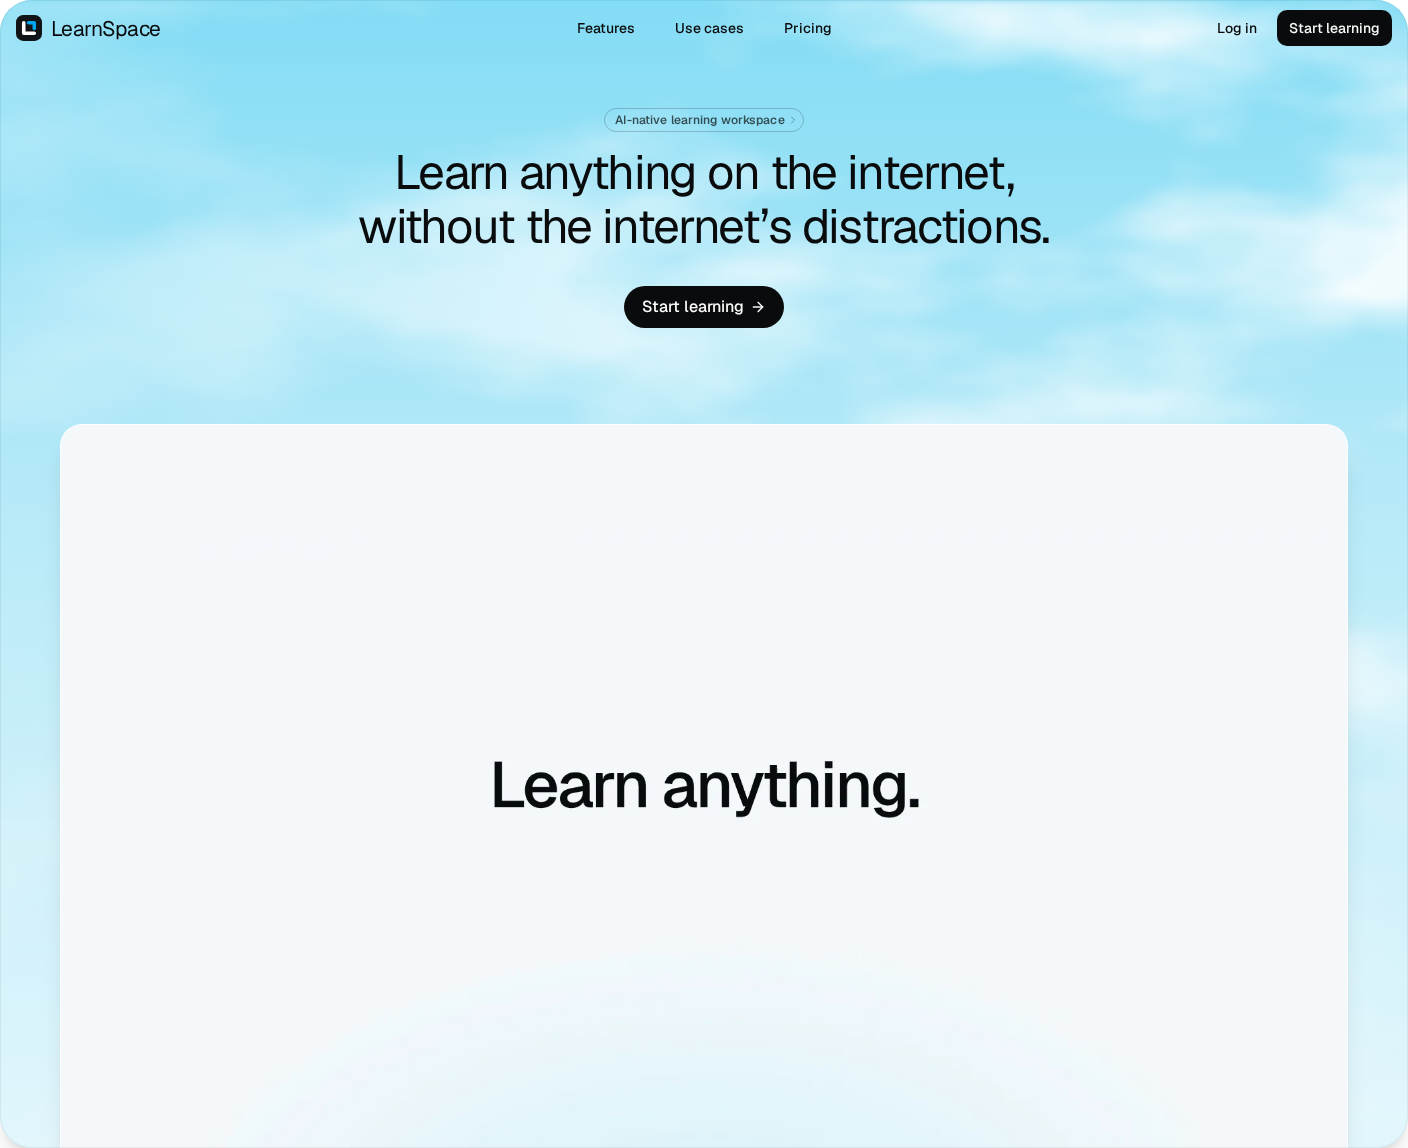 LearnSpace
Features
Use cases
Pricing
Log in
Start learning
AI-native learning workspace
Learn anything on the internet,
without the internet’s distractions.
Start learning
Learn anything.